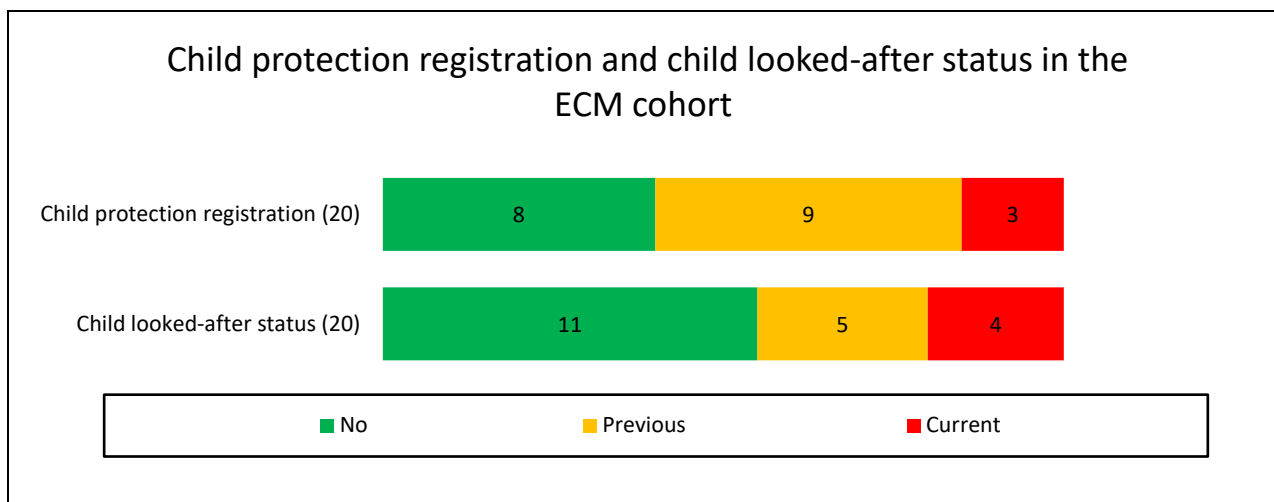 Child protection registration and child looked-after status in the
ECM cohort
Child protection registration (20)
8
9
3
Child looked-after status (20)
11
5
4
No
Previous
Current